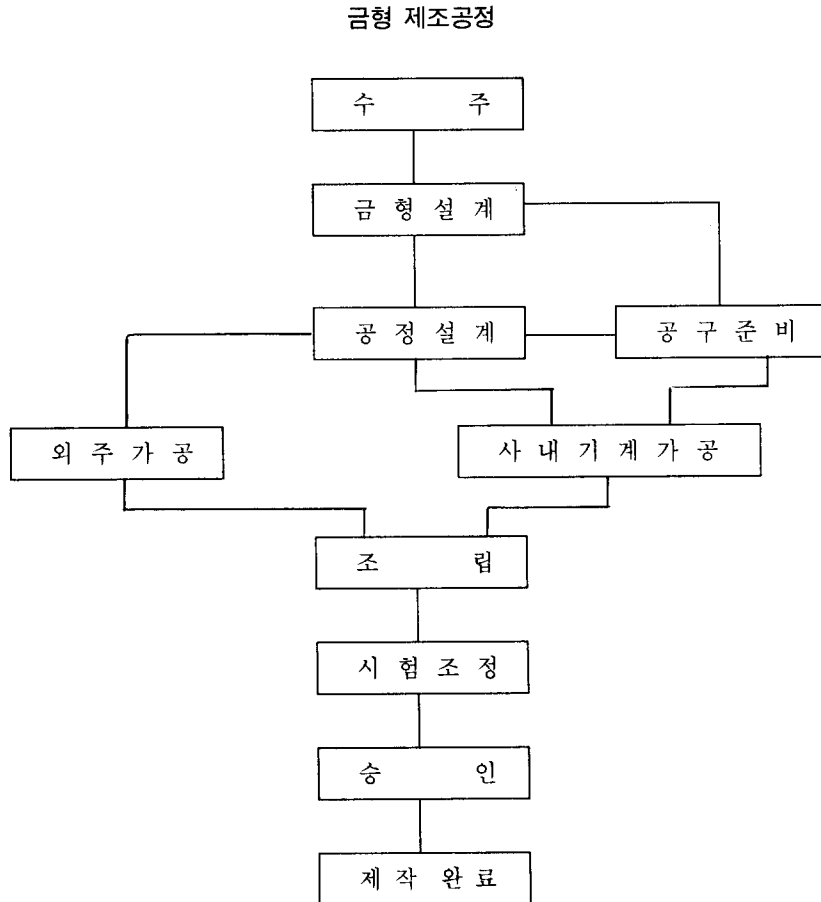 금형 제조공정
수 주
금 형 설 계
공 정 설 계
공 구 준 비
외 주 가 공
사 내 기 계 가 공
조 립
시 험 조 정
승 인
제 작 완 료